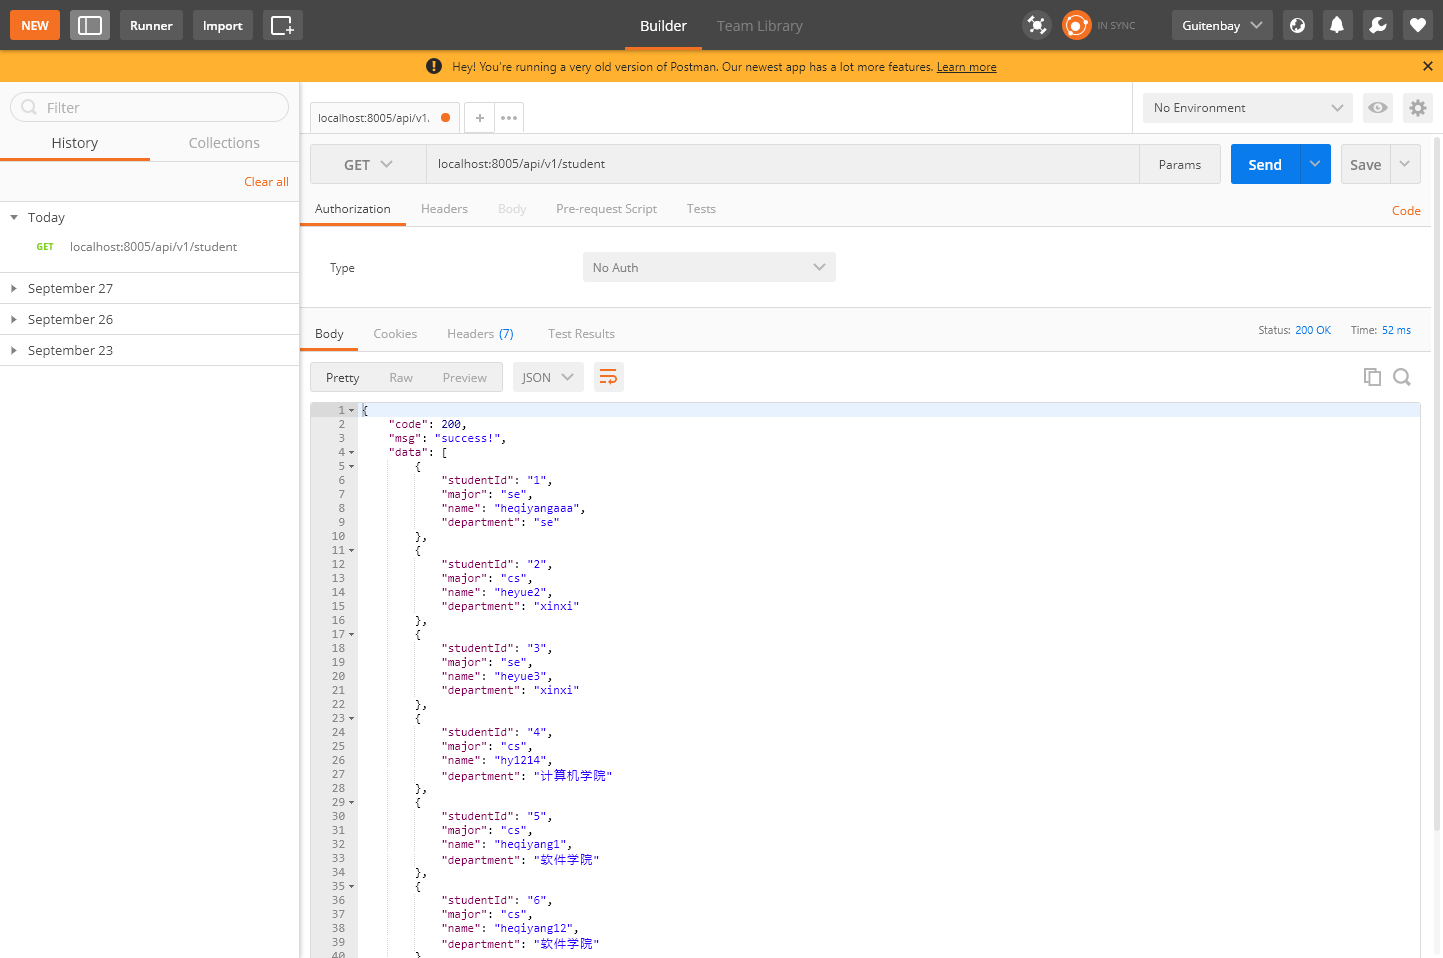 NEW Runner Import Builder Team Library IN SYNC Guitenbay
Hey! You're running a very old version of Postman. Our newest app has a lot more features. Learn more
Filter
History Collections
Clear all
Today
GET localhost:8005/api/v1/student
September 27
September 26
September 23
localhost:8005/api/v1. + •••
No Environment
GET localhost:8005/api/v1/student Params Send Save
Authorization Headers Body Pre-request Script Tests Code
Type No Auth
Body Cookies Headers (7) Test Results Status: 200 OK Time: 52 ms
Pretty Raw Preview JSON
1 {
2 "code": 200,
3 "msg": "success!",
4 "data": [
5 {
6 "studentId": "1",
7 "major": "se",
8 "name": "heqiyangaaa",
9 "department": "se"
10 },
11 {
12 "studentId": "2",
13 "major": "cs",
14 "name": "heyue2",
15 "department": "xinxi"
16 },
17 {
18 "studentId": "3",
19 "major": "se",
20 "name": "heyue3",
21 "department": "xinxi"
22 },
23 {
24 "studentId": "4",
25 "major": "cs",
26 "name": "hy1214",
27 "department": "计算机学院"
28 },
29 {
30 "studentId": "5",
31 "major": "cs",
32 "name": "heqiyang1",
33 "department": "软件学院"
34 },
35 {
36 "studentId": "6",
37 "major": "cs",
38 "name": "heqiyang12",
39 "department": "软件学院"
40 }